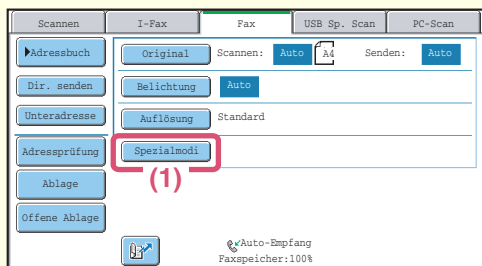 Scannen I-Fax Fax USB Sp. Scan PC-Scan
Adressbuch Original Scannen: Auto A4 Senden: Auto
Dir. senden Belichtung Auto
Unteradresse Auflösung Standard
Adressprüfung Spezialmodi
(1)
Ablage
Offene Ablage
Auto-Empfang
Faxspeicher:100%